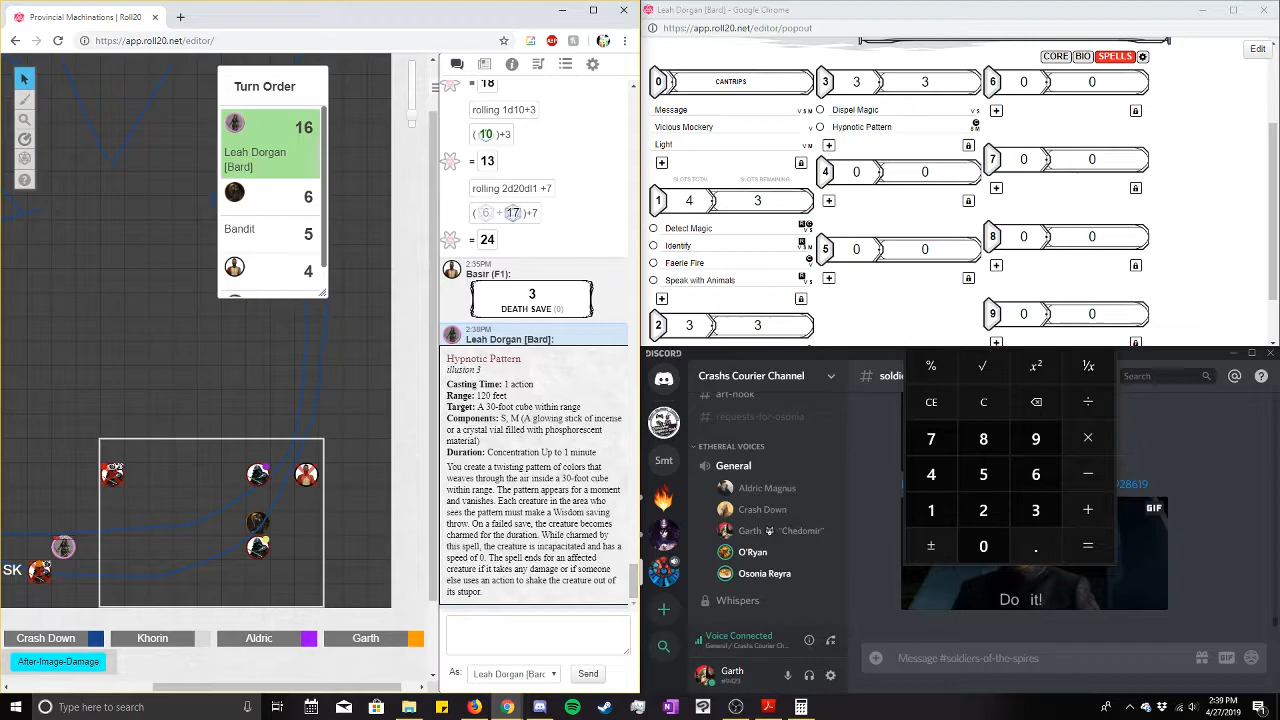 Provincial Machinations | Roll20
https://app.roll20.net/editor/
ABP
Turn Order
16
Leah Dorgan
[Bard]
6
Bandit
5
4
SK
Crash Down
Khorin
Aldric
Garth
After-Image-Damage
= 18
rolling 1d10+3
(10)+3
= 13
rolling 2d20dl1 +7
(6 + 17)+7
= 24
2:35PM
Basir (F1):
3
DEATH SAVE (0)
2:38PM
Leah Dorgan [Bard]:
Hypnotic Pattern
illusion 3
Casting Time: 1 action
Range: 120 feet
Target: A 30-foot cube within range
Components: S, M (A glowing stick of incense
or a crystal vial filled with phosphorescent
material)
Duration: Concentration Up to 1 minute
You create a twisting pattern of colors that
weaves through the air inside a 30-foot cube
within range. The pattern appears for a moment
and vanishes. Each creature in the area who
sees the pattern must make a Wisdom saving
throw. On a failed save, the creature becomes
charmed for the duration. While charmed by
this spell, the creature is incapacitated and has
a speed of 0. The spell ends for an affected
creature if it takes any damage or if someone
else uses an action to shake the creature out of
its stupor.
As:
Leah Dorgan [Bard
Send
Leah Dorgan [Bard] - Google Chrome
https://app.roll20.net/editor/popout
CORE
BIO
SPELLS
Edit
0
CANTRIPS
Message
V S M
Vicious Mockery
V
Light
V M
SLOTS TOTAL
SLOTS REMAINING
1
4
3
Detect Magic
R C
V S
Identify
R
V S M
Faerie Fire
C
V
Speak with Animals
R
V S
2
3
3
3
3
3
Dispel Magic
V S
Hypnotic Pattern
C
S M
4
0
0
5
0
0
6
0
0
7
0
0
8
0
0
9
0
0
DISCORD
Crashs Courier Channel
art-nook
requests-for-osonia
ETHEREAL VOICES
General
Aldric Magnus
Crash Down
Garth "Chedomir"
O'Ryan
Osonia Reyra
Whispers
Smt
Voice Connected
General / Crashs Courier Ch...
Garth
#9423
# soldi
Search
928619
GIF
Do it!
Message #soldiers-of-the-spires
GIF
% √ x² ¹/x
CE C ÷
7 8 9 ×
4 5 6 −
1 2 3 +
± 0 . =
Type here to search
2:39 PM
4/27/2019